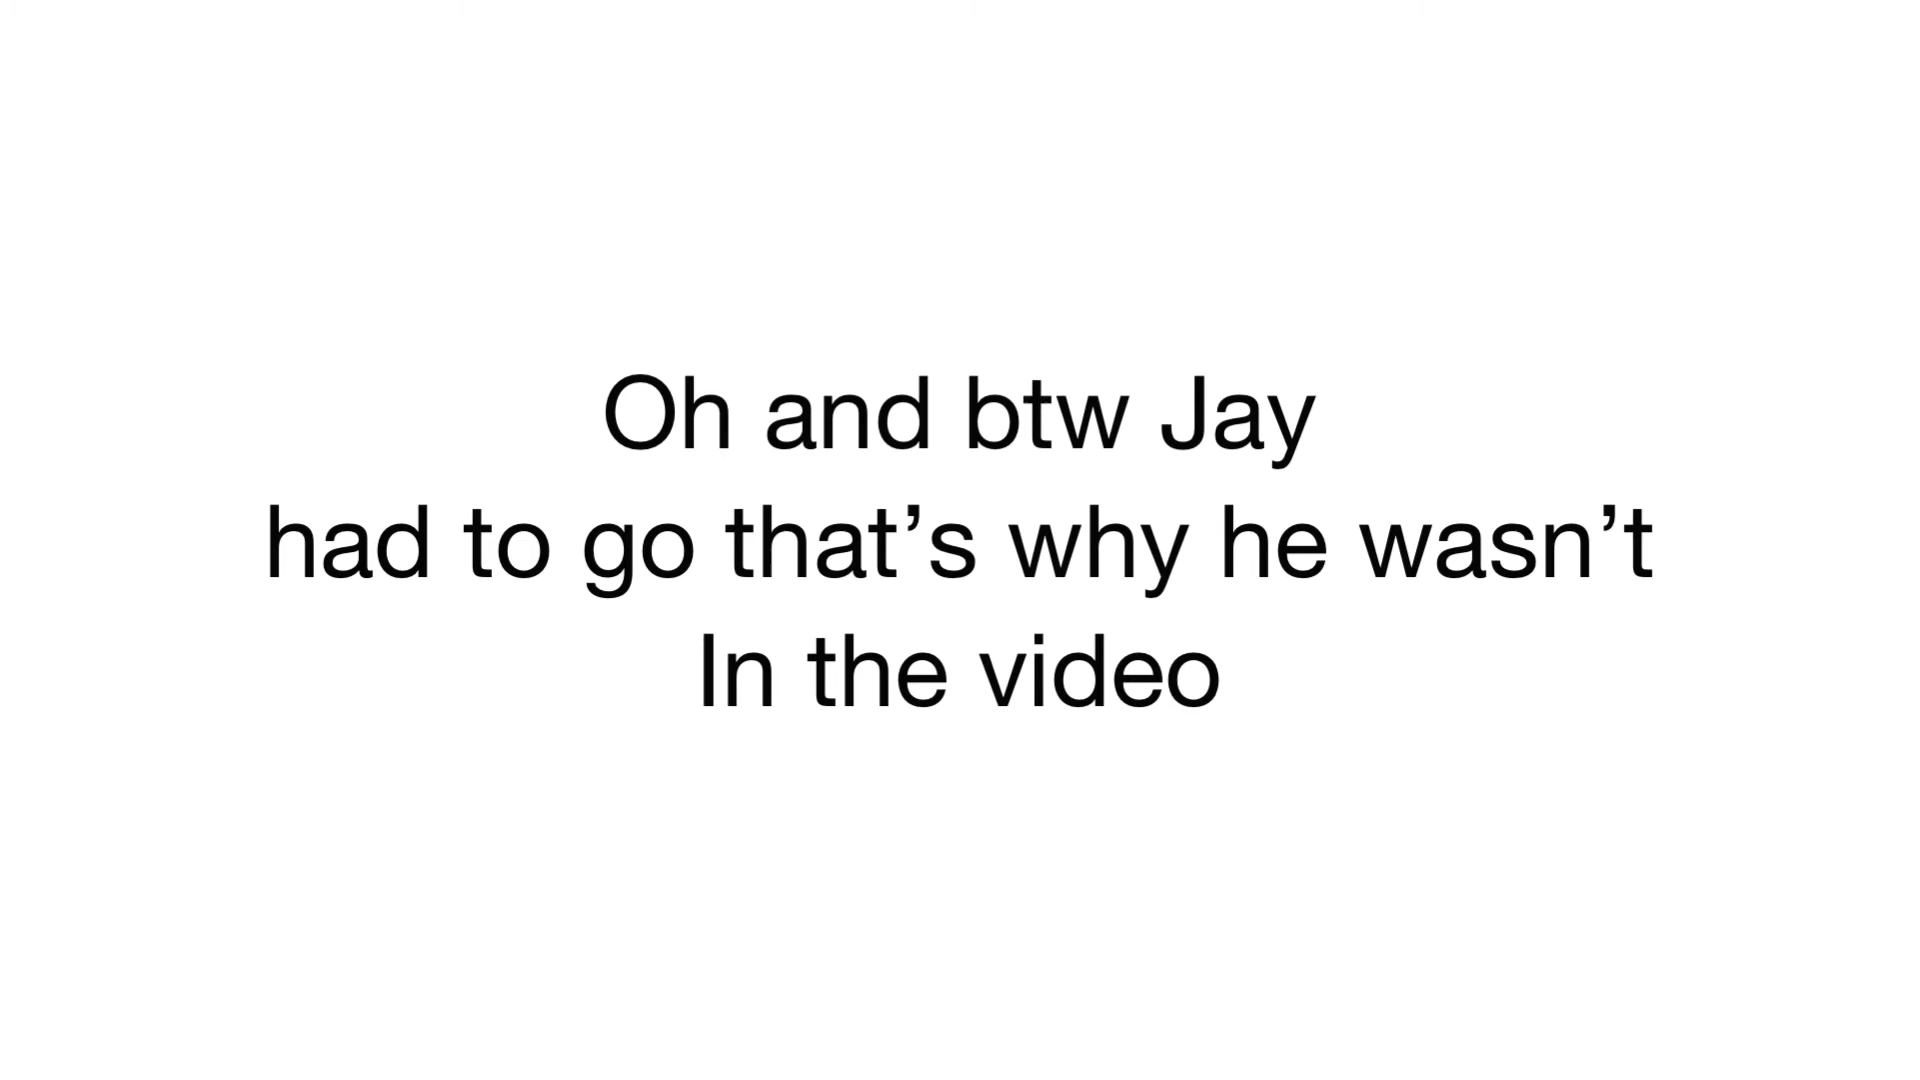 Oh and btw Jay
had to go that’s why he wasn’t
In the video